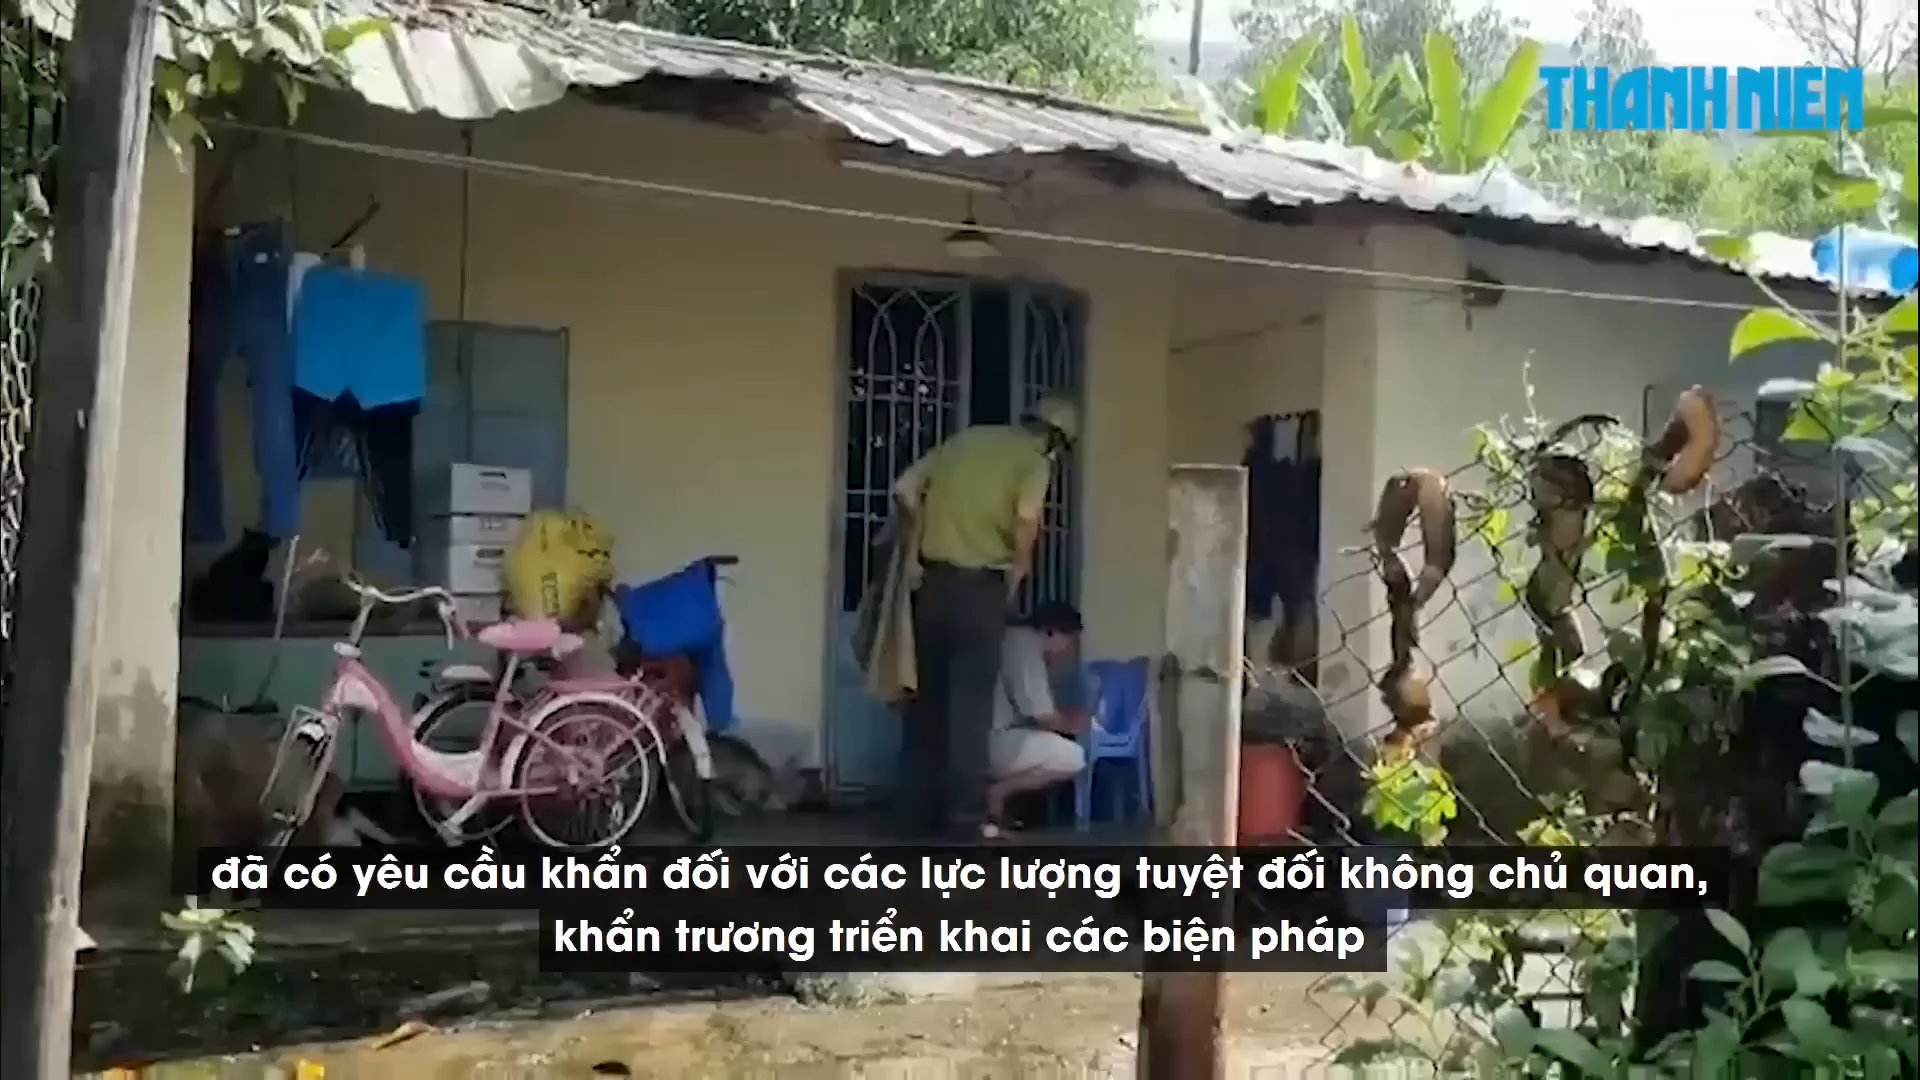 THANH NIÊN
đã có yêu cầu khẩn đối với các lực lượng tuyệt đối không chủ quan,
khẩn trương triển khai các biện pháp